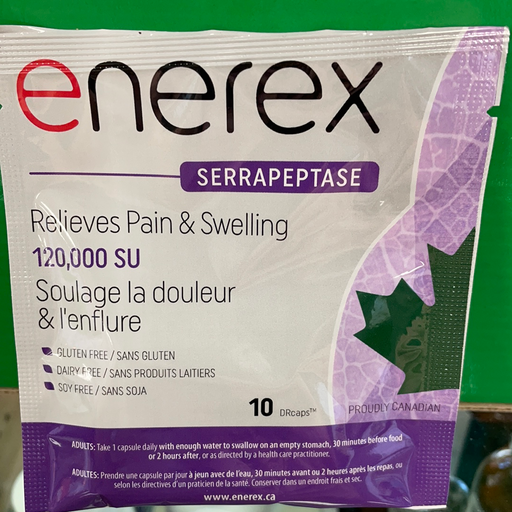 enerex
SERRAPEPTASE
Relieves Pain & Swelling
120,000 SU
Soulage la douleur
& l'enflure
GLUTEN FREE / SANS GLUTEN
DAIRY FREE / SANS PRODUITS LAITIERS
SOY FREE / SANS SOJA
10 DRcaps™
PROUDLY CANADIAN
ADULTS: Take 1 capsule daily with enough water to swallow on an empty stomach, 30 minutes before food
or 2 hours after, or as directed by a health care practitioner.
ADULTES: Prendre une capsule par jour à jeun avec de l'eau, 30 minutes avant ou 2 heures après les repas, ou
selon les directives d'un praticien de la santé. Conserver dans un endroit frais et sec.
www.enerex.ca